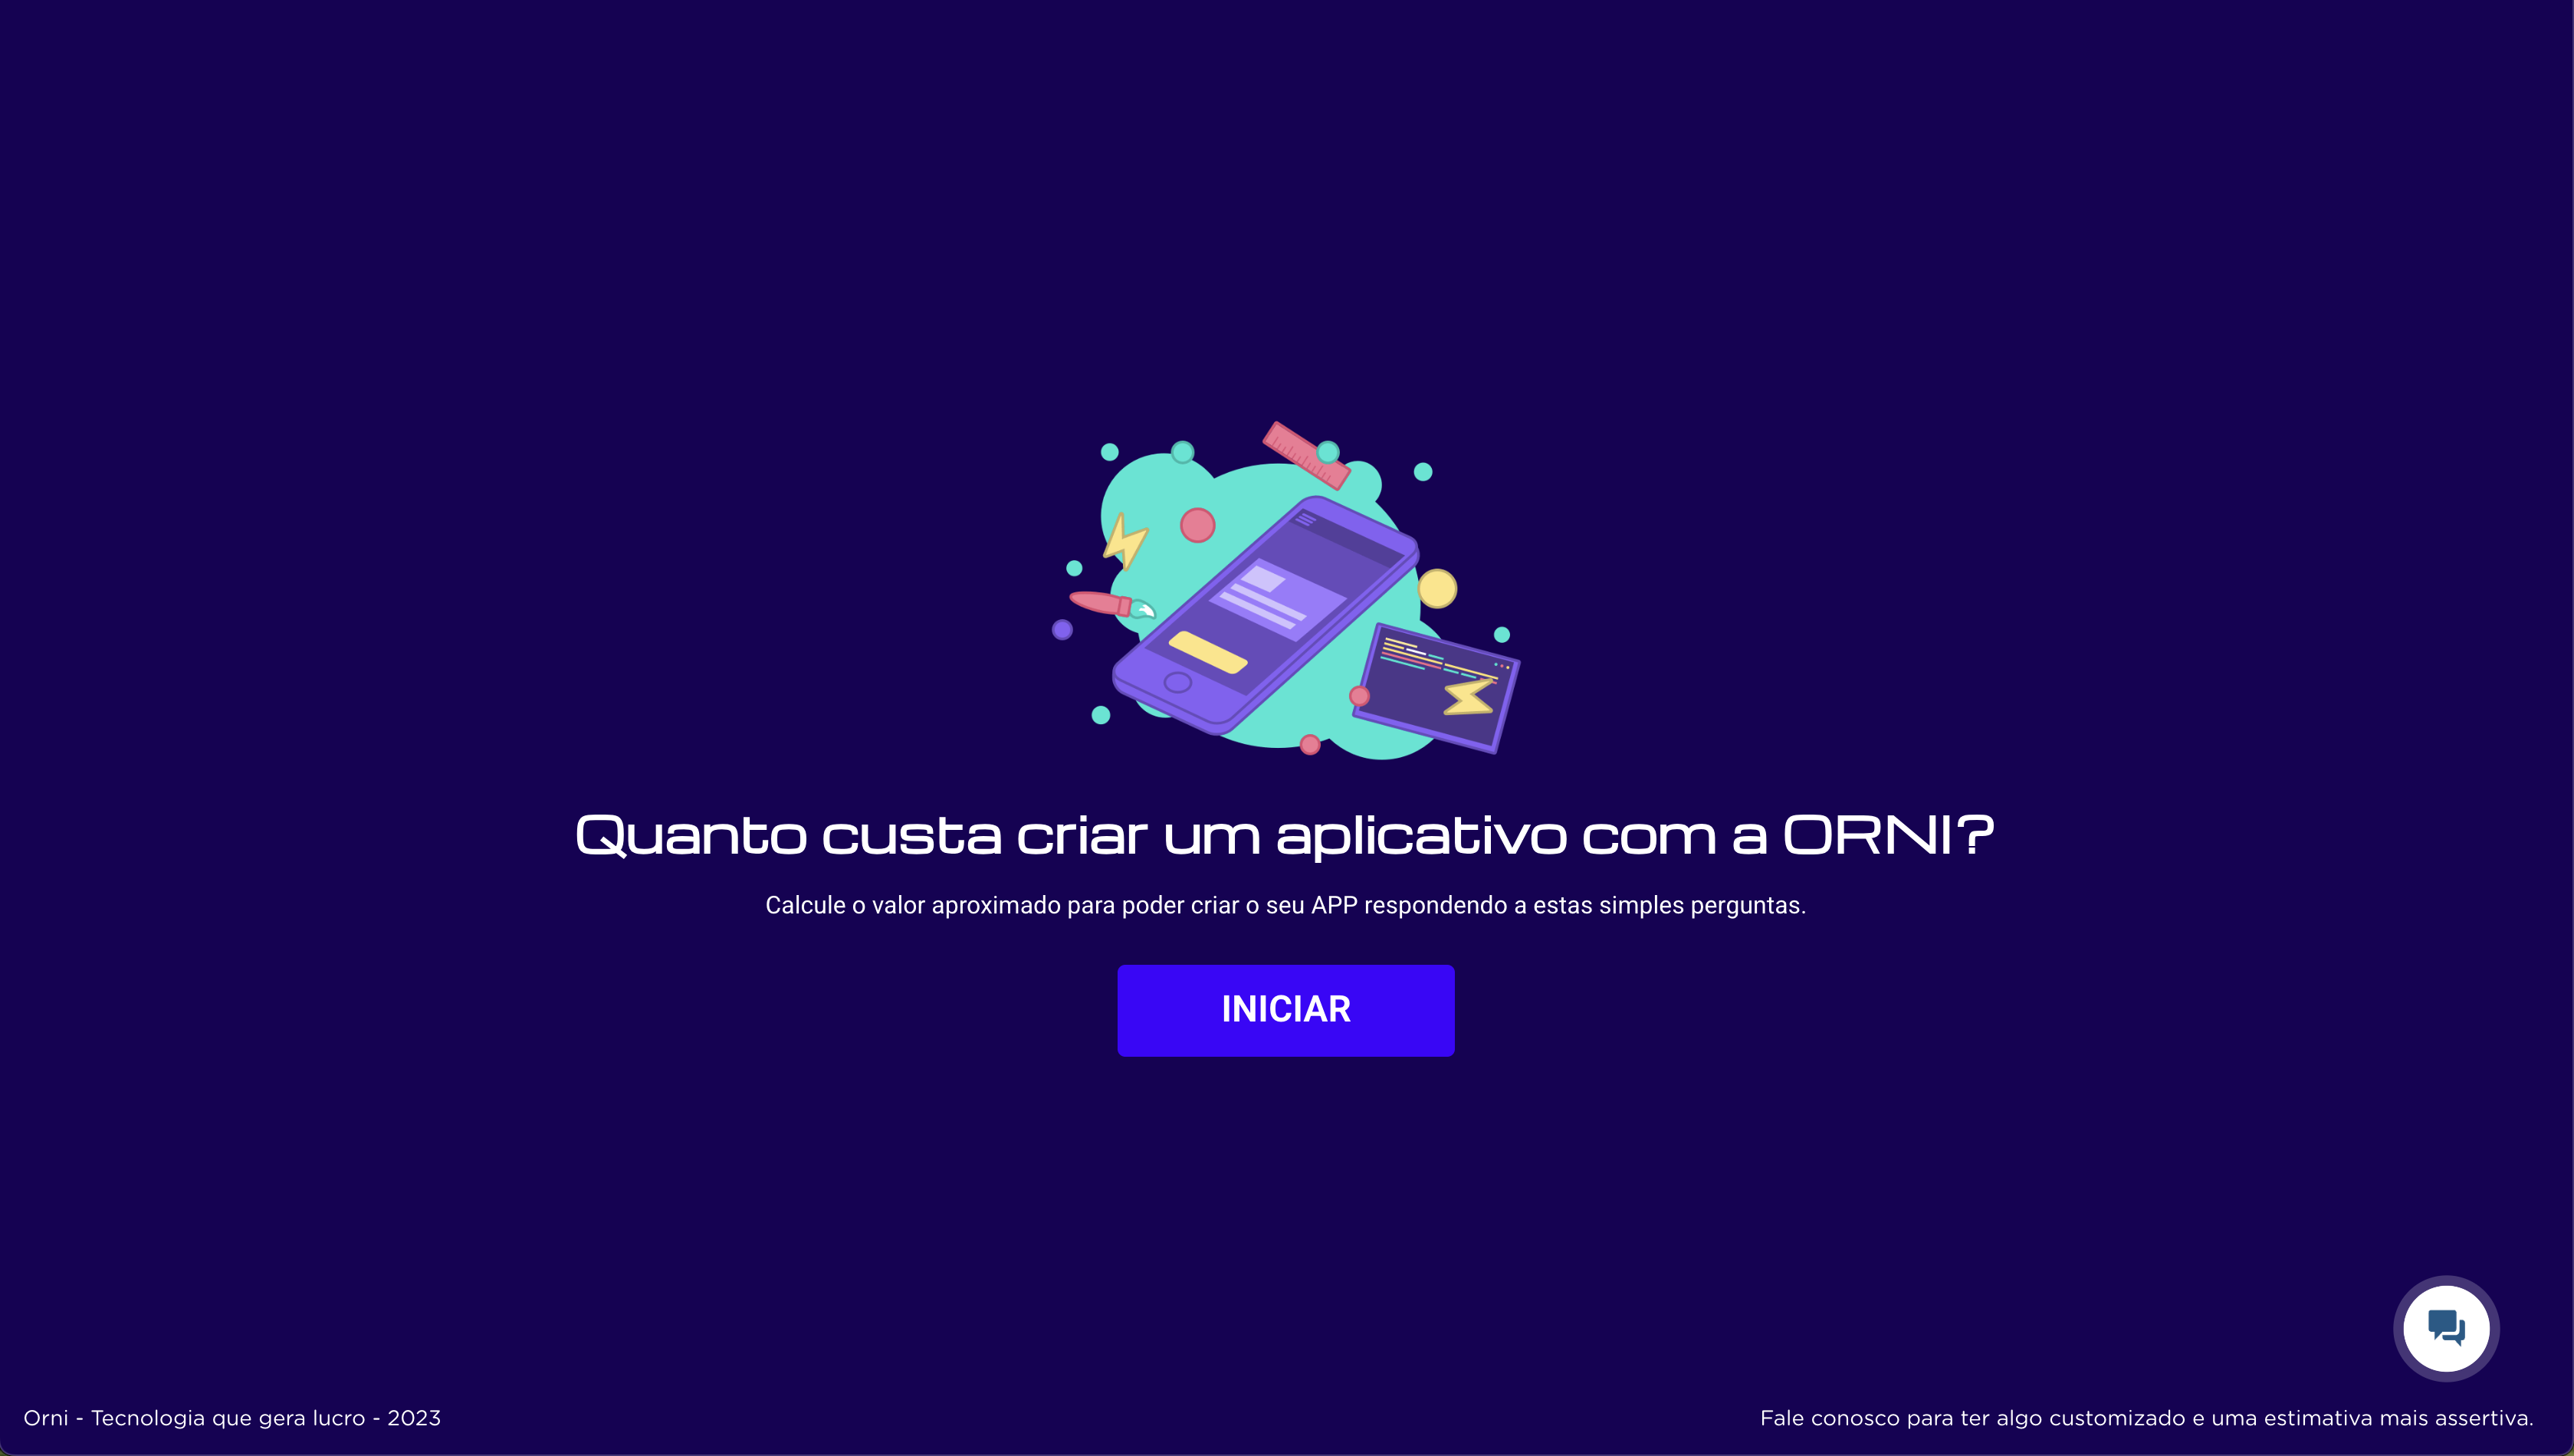 Quanto custa criar um aplicativo com a ORNI?
Calcule o valor aproximado para poder criar o seu APP respondendo a estas simples perguntas.
INICIAR
Orni - Tecnologia que gera lucro - 2023
Fale conosco para ter algo customizado e uma estimativa mais assertiva.